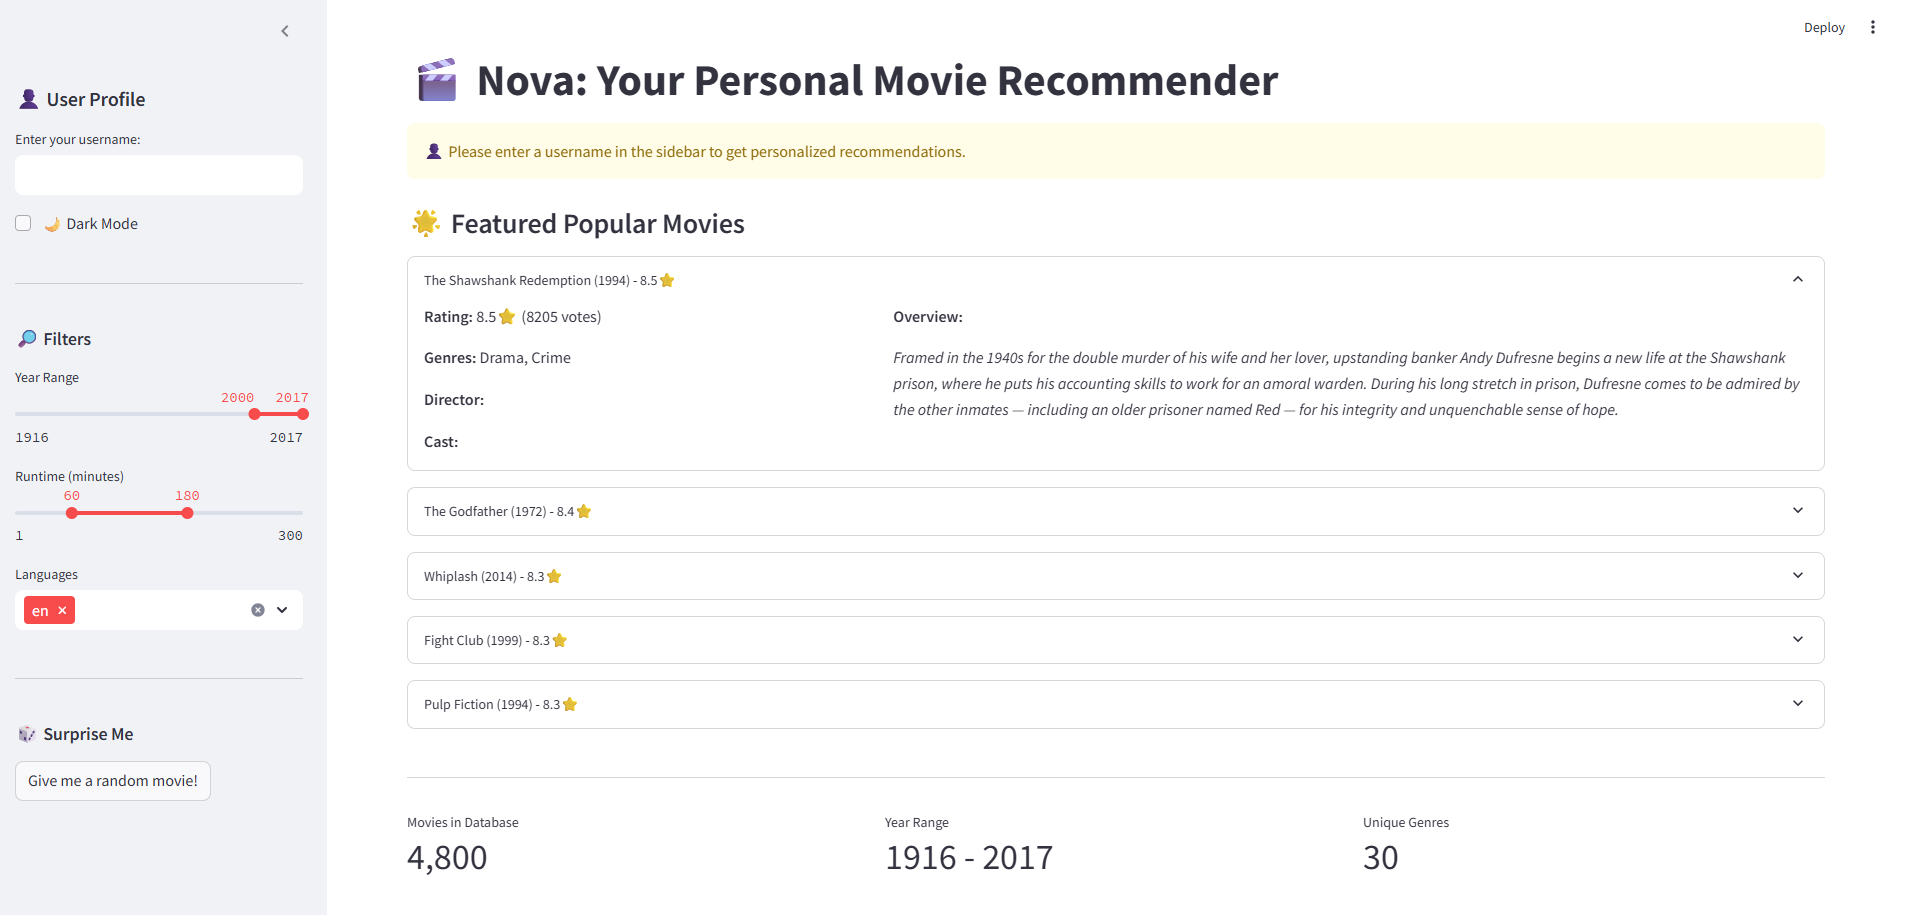 Deploy
User Profile
Enter your username:
Dark Mode
Filters
Year Range
2000 2017
1916 2017
Runtime (minutes)
60 180
1 300
Languages
en
Surprise Me
Give me a random movie!
Nova: Your Personal Movie Recommender
Please enter a username in the sidebar to get personalized recommendations.
Featured Popular Movies
The Shawshank Redemption (1994) - 8.5⭐
Rating: 8.5⭐ (8205 votes)
Genres: Drama, Crime
Director:
Cast:
Overview:
Framed in the 1940s for the double murder of his wife and her lover, upstanding banker Andy Dufresne begins a new life at the Shawshank
prison, where he puts his accounting skills to work for an amoral warden. During his long stretch in prison, Dufresne comes to be admired by
the other inmates — including an older prisoner named Red — for his integrity and unquenchable sense of hope.
The Godfather (1972) - 8.4⭐
Whiplash (2014) - 8.3⭐
Fight Club (1999) - 8.3⭐
Pulp Fiction (1994) - 8.3⭐
Movies in Database
4,800
Year Range
1916 - 2017
Unique Genres
30